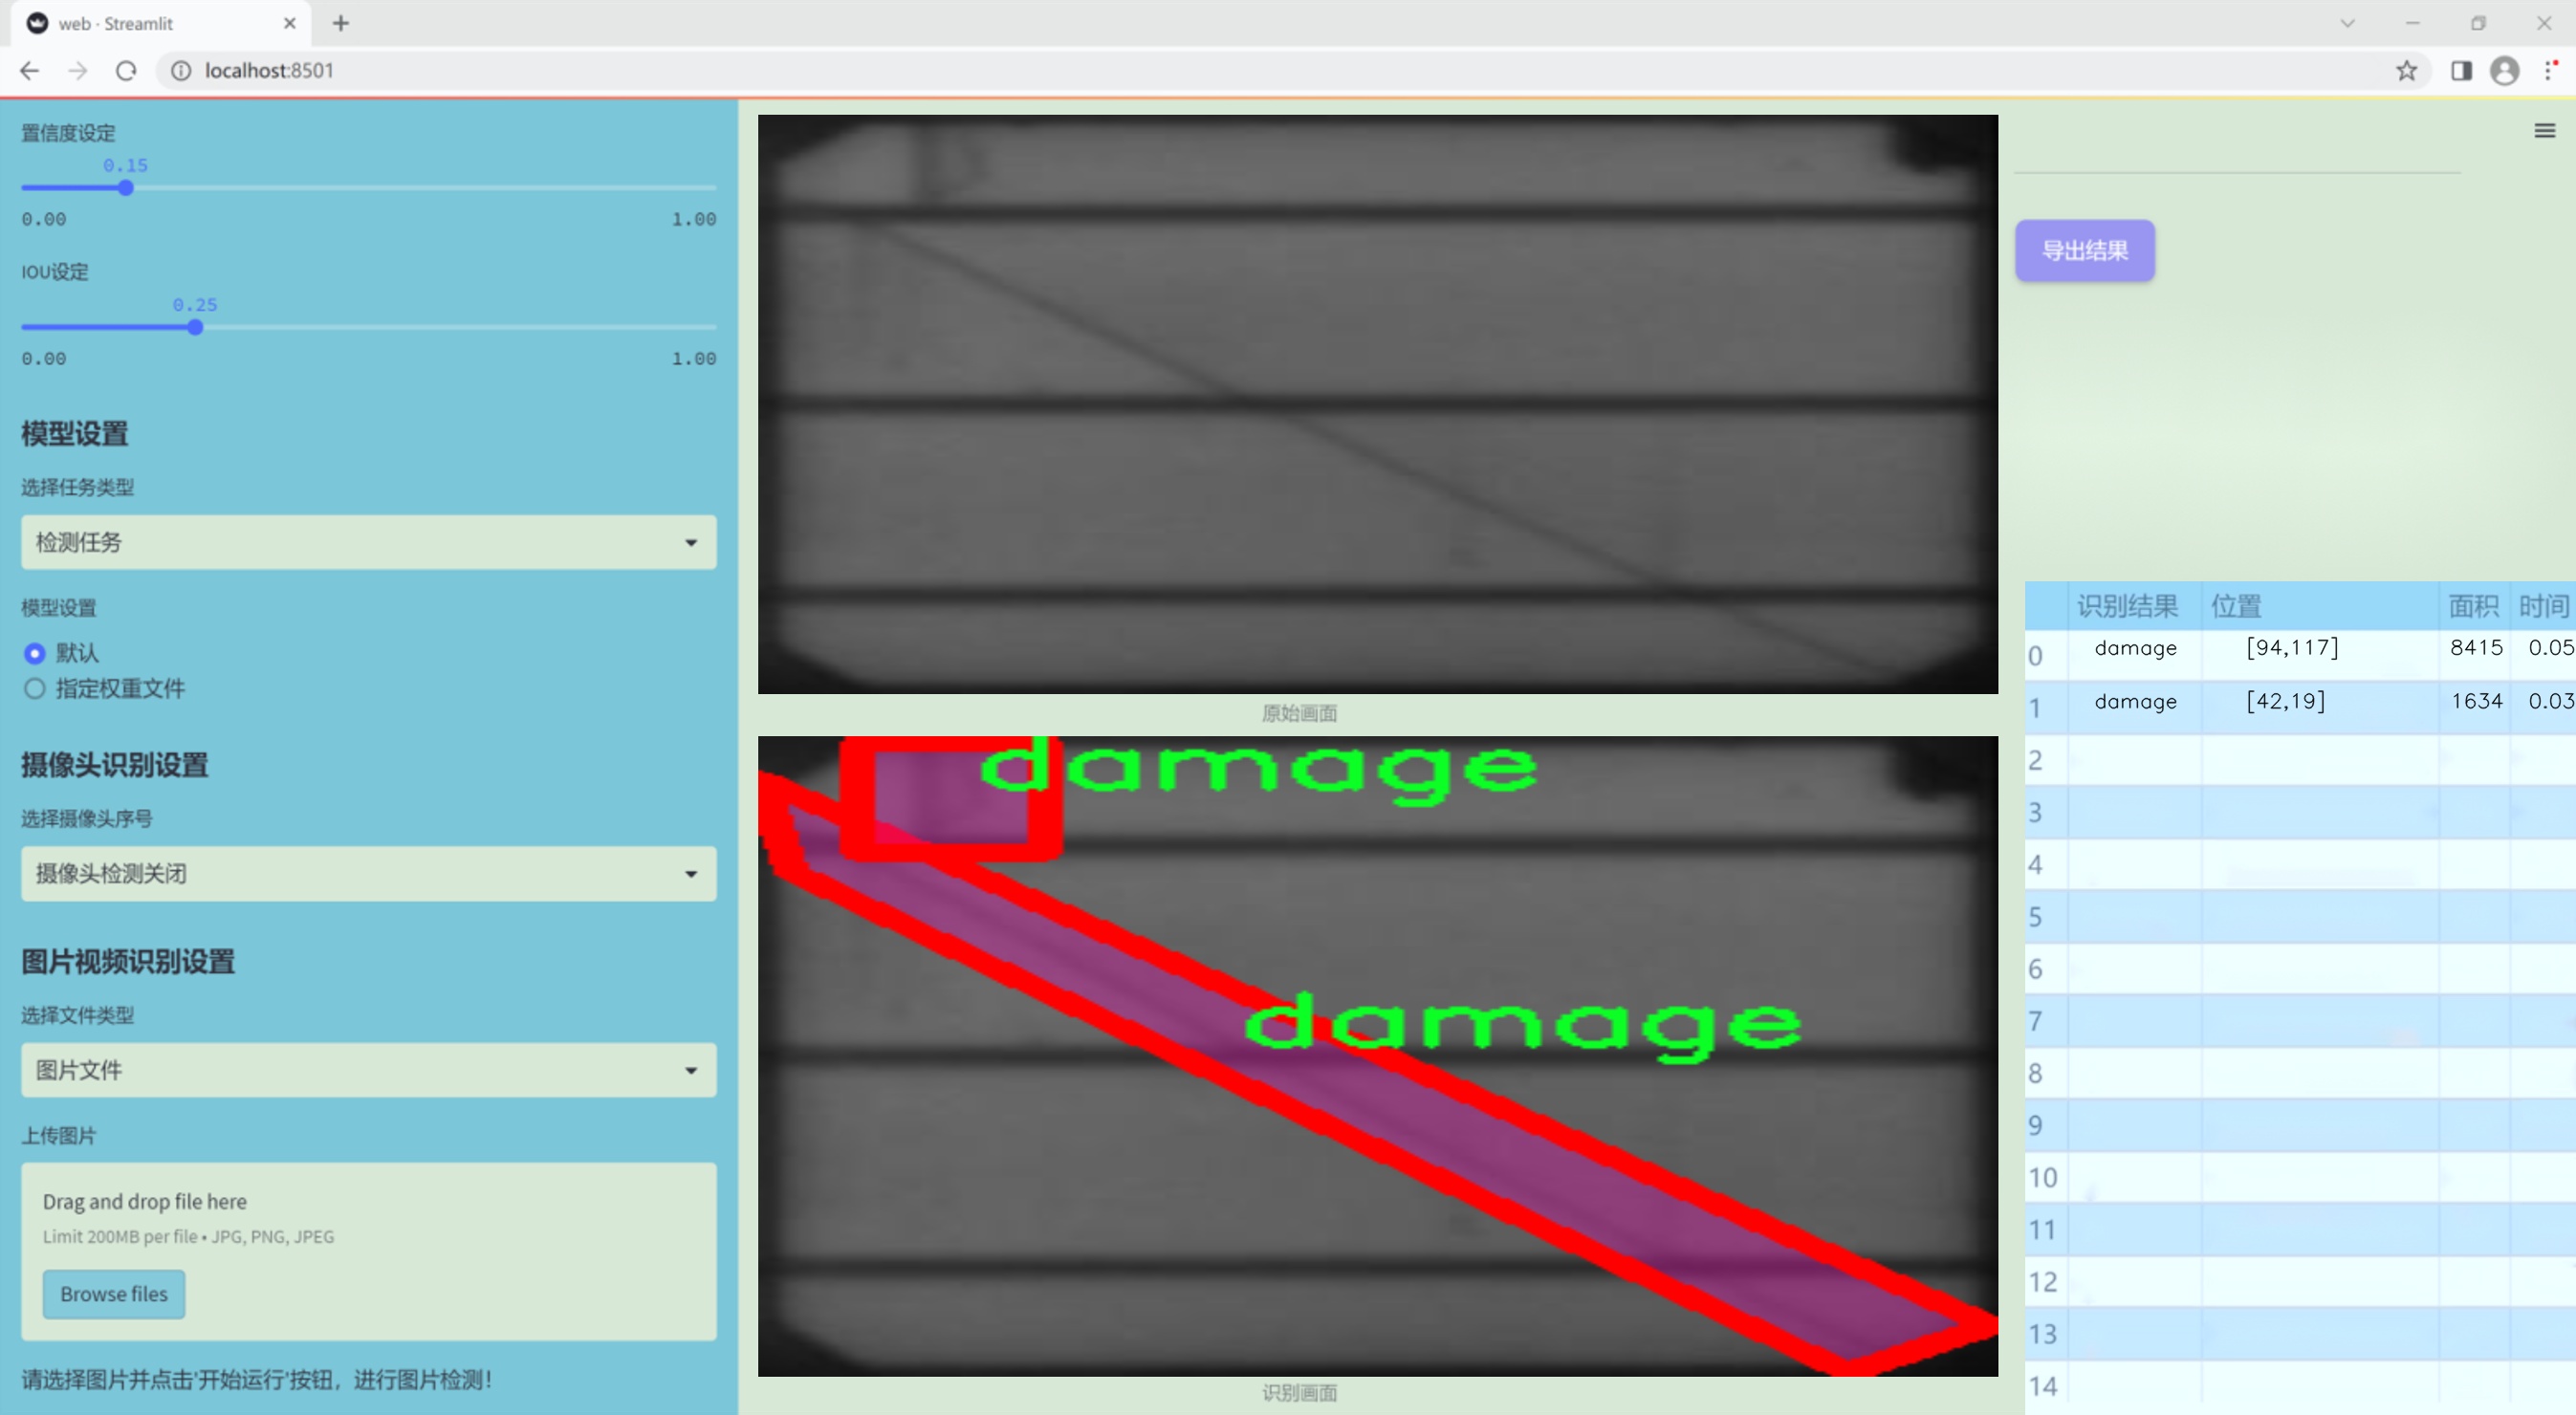 web · Streamlit
localhost:8501
置信度设定
0.15
0.00 1.00
IOU设定
0.25
0.00 1.00
模型设置
选择任务类型
检测任务
模型设置
默认
指定权重文件
摄像头识别设置
选择摄像头序号
摄像头检测关闭
图片视频识别设置
选择文件类型
图片文件
上传图片
Drag and drop file here
Limit 200MB per file • JPG, PNG, JPEG
Browse files
请选择图片并点击'开始运行'按钮，进行图片检测！
原始画面
damage
damage
识别画面
导出结果
识别结果 位置 面积 时间
0 damage [94,117] 8415 0.05
1 damage [42,19] 1634 0.03
2
3
4
5
6
7
8
9
10
11
12
13
14